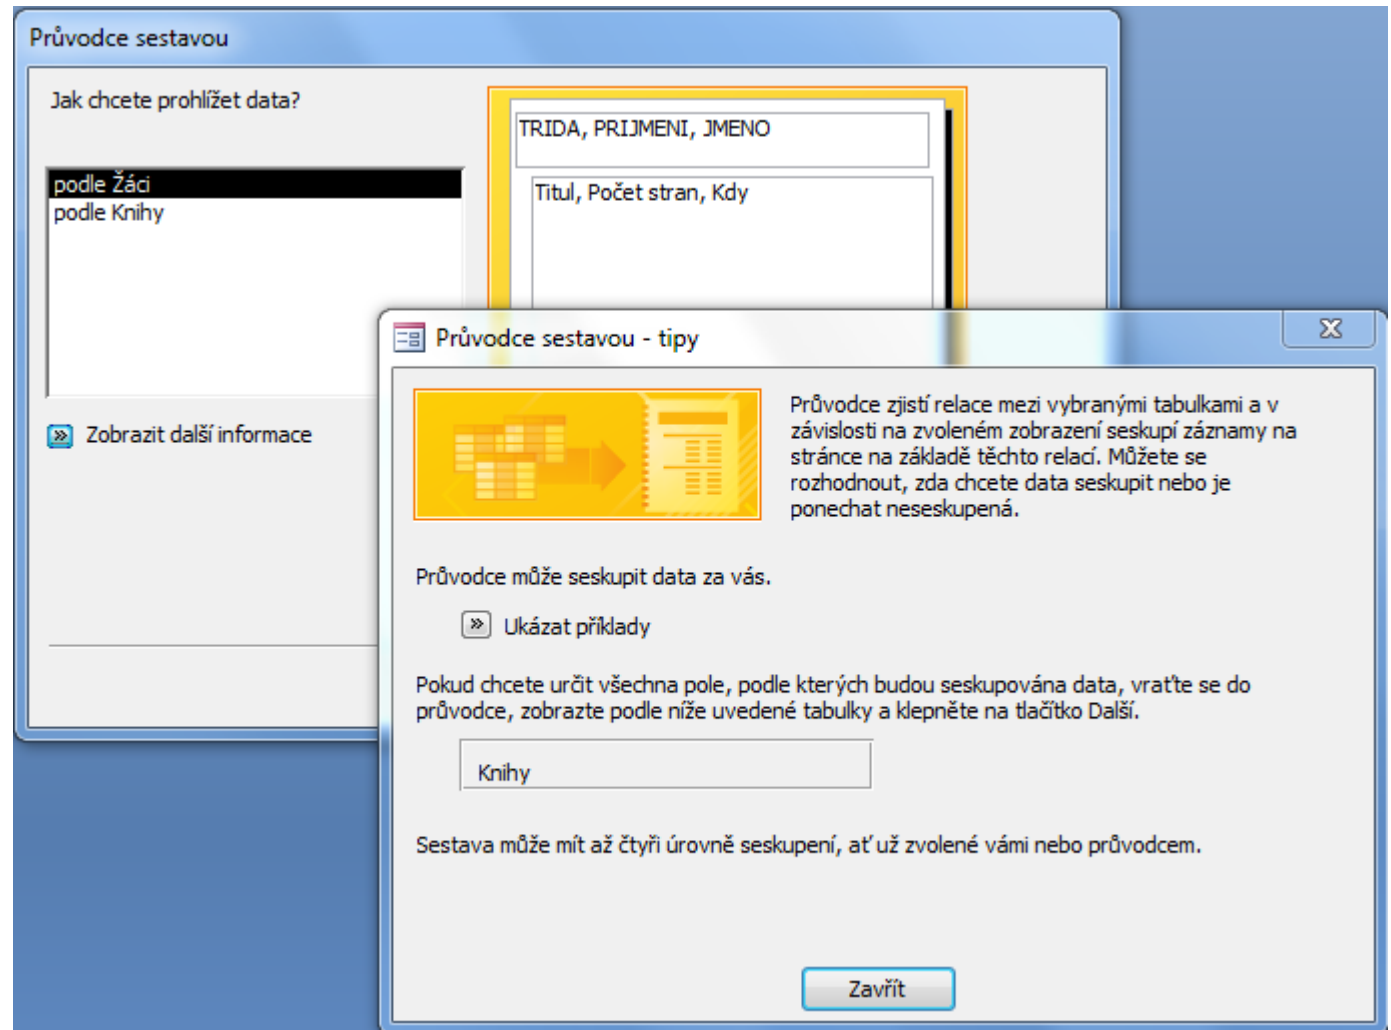 Průvodce sestavou
Jak chcete prohlížet data?
podle Žáci
podle Knihy
TRIDA, PRIJMENI, JMENO
Titul, Počet stran, Kdy
Zobrazit další informace
Průvodce sestavou - tipy
Průvodce zjistí relace mezi vybranými tabulkami a v
závislosti na zvoleném zobrazení seskupí záznamy na
stránce na základě těchto relací. Můžete se
rozhodnout, zda chcete data seskupit nebo je
ponechat neseskupená.
Průvodce může seskupit data za vás.
Ukázat příklady
Pokud chcete určit všechna pole, podle kterých budou seskupována data, vraťte se do
průvodce, zobrazte podle níže uvedené tabulky a klepněte na tlačítko Další.
Knihy
Sestava může mít až čtyři úrovně seskupení, ať už zvolené vámi nebo průvodcem.
Zavřít